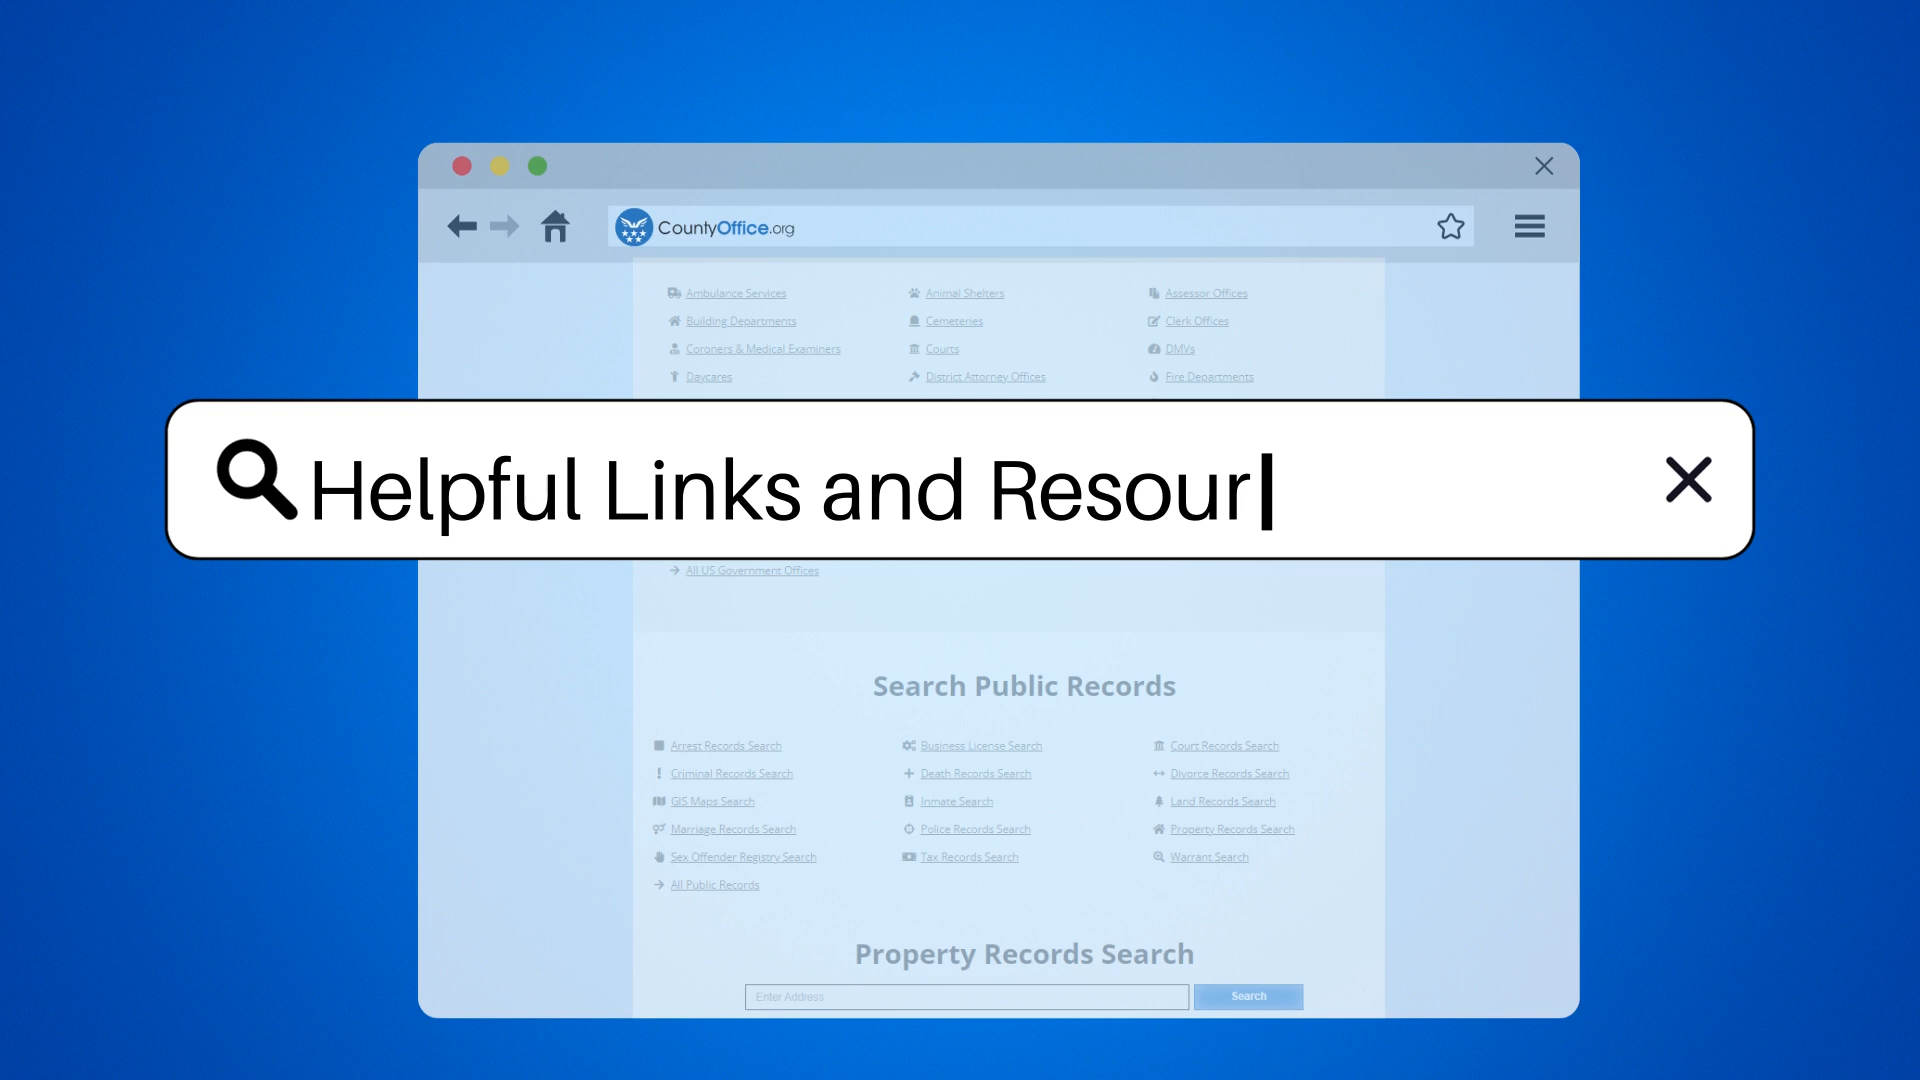 CountyOffice.org
Ambulance Services Animal Shelters Assessor Offices
Building Departments Cemeteries Clerk Offices
Coroners & Medical Examiners Courts DMVs
Daycares District Attorney Offices Fire Departments
Helpful Links and Resour
All US Government Offices
Search Public Records
Arrest Records Search Business License Search Court Records Search
Criminal Records Search Death Records Search Divorce Records Search
GIS Maps Search Inmate Search Land Records Search
Marriage Records Search Police Records Search Property Records Search
Sex Offender Registry Search Tax Records Search Warrant Search
All Public Records
Property Records Search
Enter Address Search